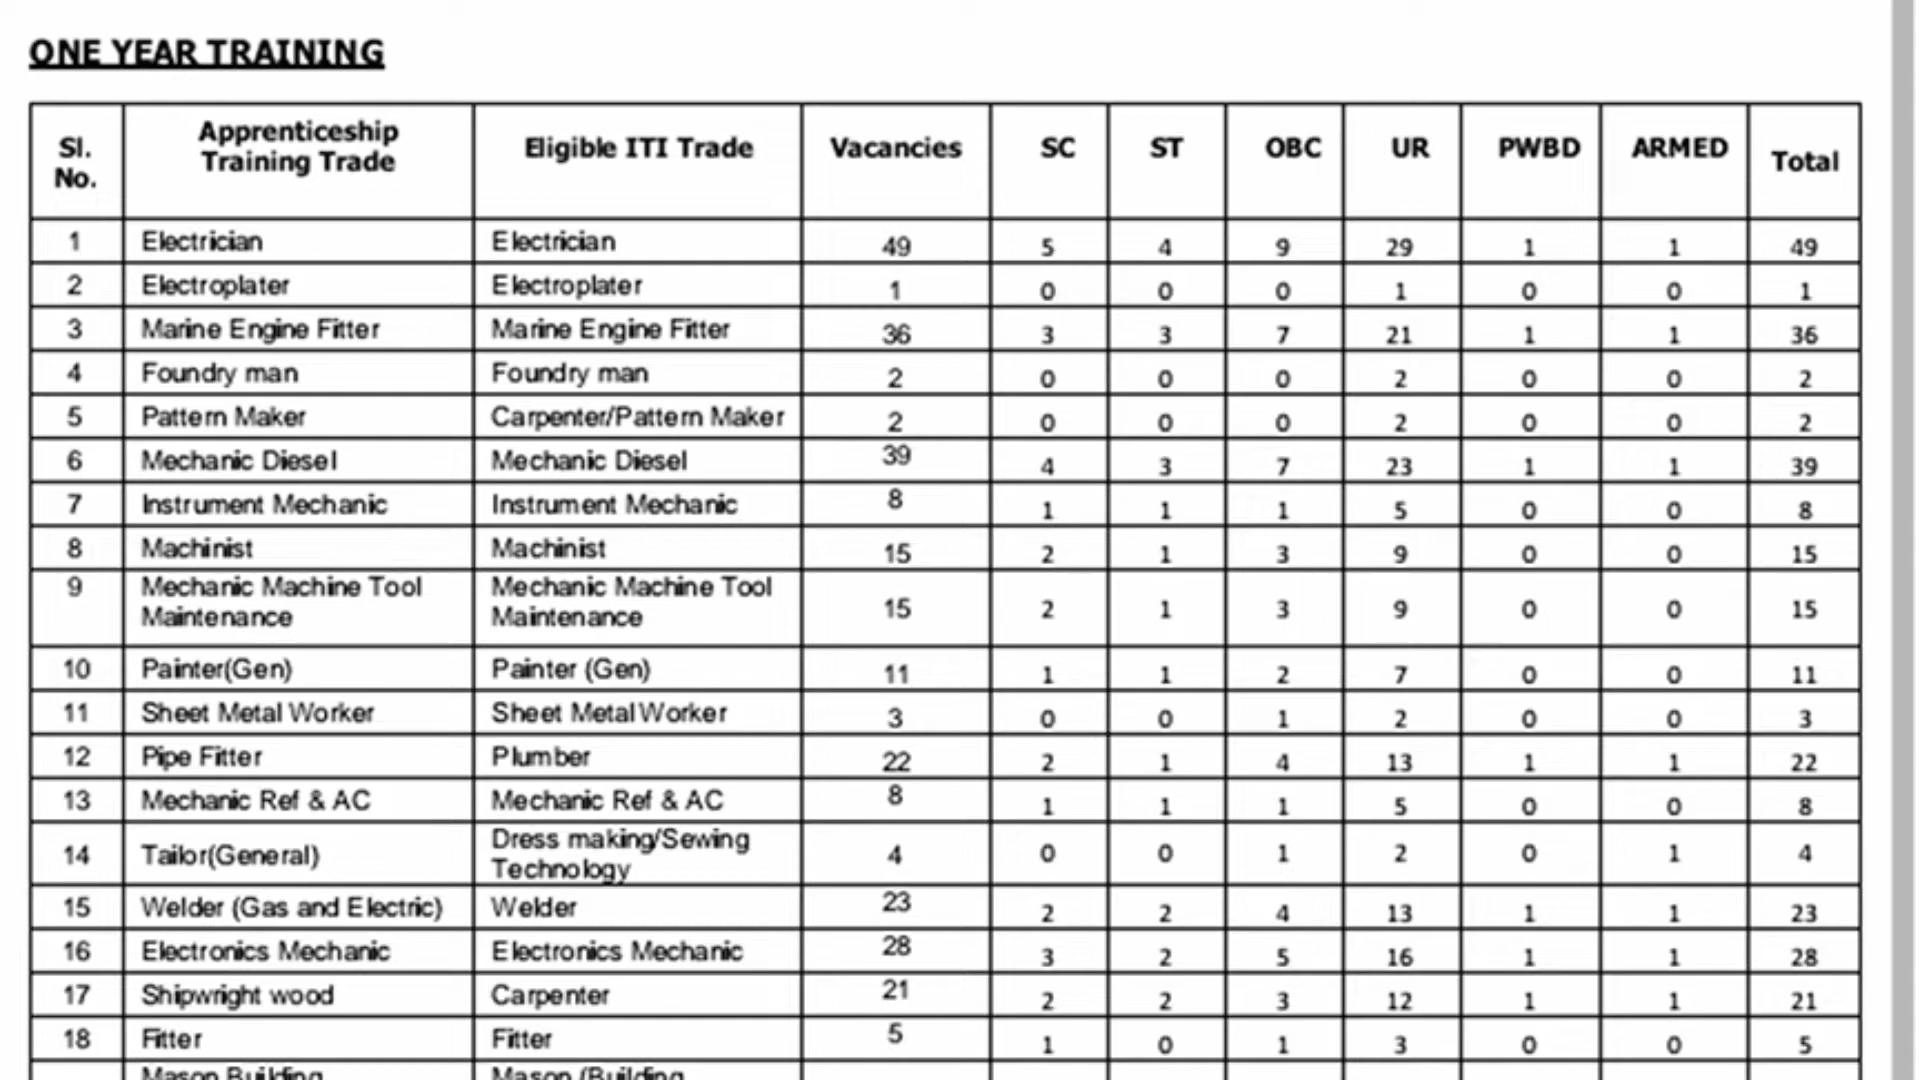 ONE YEAR TRAINING
Sl. No. Apprenticeship Training Trade Eligible ITI Trade Vacancies SC ST OBC UR PWBD ARMED Total
1 Electrician Electrician 49 5 4 9 29 1 1 49
2 Electroplater Electroplater 1 0 0 0 1 0 0 1
3 Marine Engine Fitter Marine Engine Fitter 36 3 3 7 21 1 1 36
4 Foundry man Foundry man 2 0 0 0 2 0 0 2
5 Pattern Maker Carpenter/Pattern Maker 2 0 0 0 2 0 0 2
6 Mechanic Diesel Mechanic Diesel 39 4 3 7 23 1 1 39
7 Instrument Mechanic Instrument Mechanic 8 1 1 1 5 0 0 8
8 Machinist Machinist 15 2 1 3 9 0 0 15
9 Mechanic Machine Tool Maintenance Mechanic Machine Tool Maintenance 15 2 1 3 9 0 0 15
10 Painter(Gen) Painter (Gen) 11 1 1 2 7 0 0 11
11 Sheet Metal Worker Sheet Metal Worker 3 0 0 1 2 0 0 3
12 Pipe Fitter Plumber 22 2 1 4 13 1 1 22
13 Mechanic Ref & AC Mechanic Ref & AC 8 1 1 1 5 0 0 8
14 Tailor(General) Dress making/Sewing Technology 4 0 0 1 2 0 1 4
15 Welder (Gas and Electric) Welder 23 2 2 4 13 1 1 23
16 Electronics Mechanic Electronics Mechanic 28 3 2 5 16 1 1 28
17 Shipwright wood Carpenter 21 2 2 3 12 1 1 21
18 Fitter Fitter 5 1 0 1 3 0 0 5
Mason Building Mason (Building